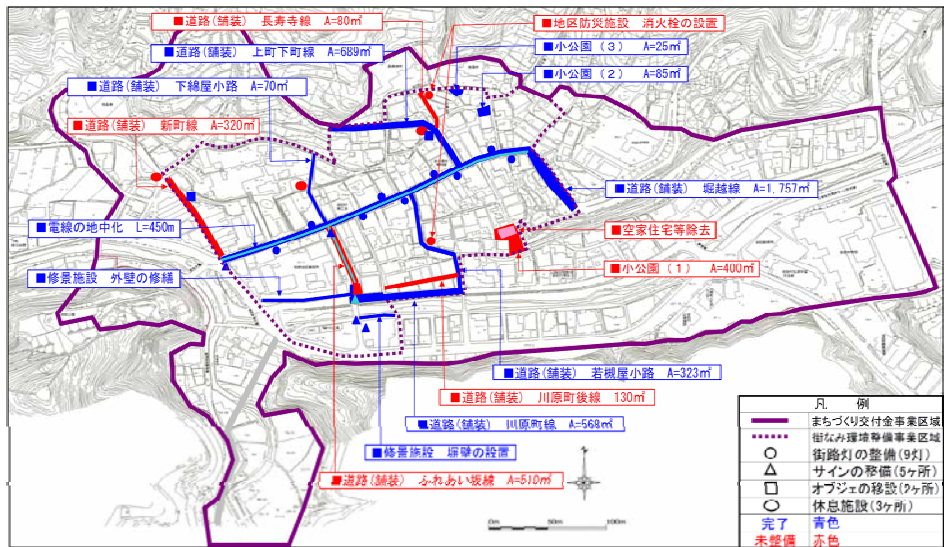 ■道路(舗装) 長寿寺線 A=80㎡
■地区防災施設 消火栓の設置
■道路(舗装) 上町下町線 A=689㎡
■小公園(3) A=25㎡
■道路(舗装) 下綿屋小路 A=70㎡
■小公園(2) A=85㎡
■道路(舗装) 新町線 A=320㎡
■道路(舗装) 堀越線 A=1,757㎡
■電線の地中化 L=450m
■空家住宅等除去
■修景施設 外壁の修繕
■小公園(1) A=400㎡
■道路(舗装) 若槻屋小路 A=323㎡
■道路(舗装) 川原町後線 130㎡
■道路(舗装) 川原町線 A=568㎡
■修景施設 塀壁の設置
■道路(舗装) ふれあい坂線 A=510㎡
0m 50m 100m
凡 例
まちづくり交付金事業区域
街なみ環境整備事業区域
街路灯の整備(9灯)
サインの整備(5ヶ所)
オブジェの移設(2ヶ所)
休息施設(3ヶ所)
完了 青色
未整備 赤色